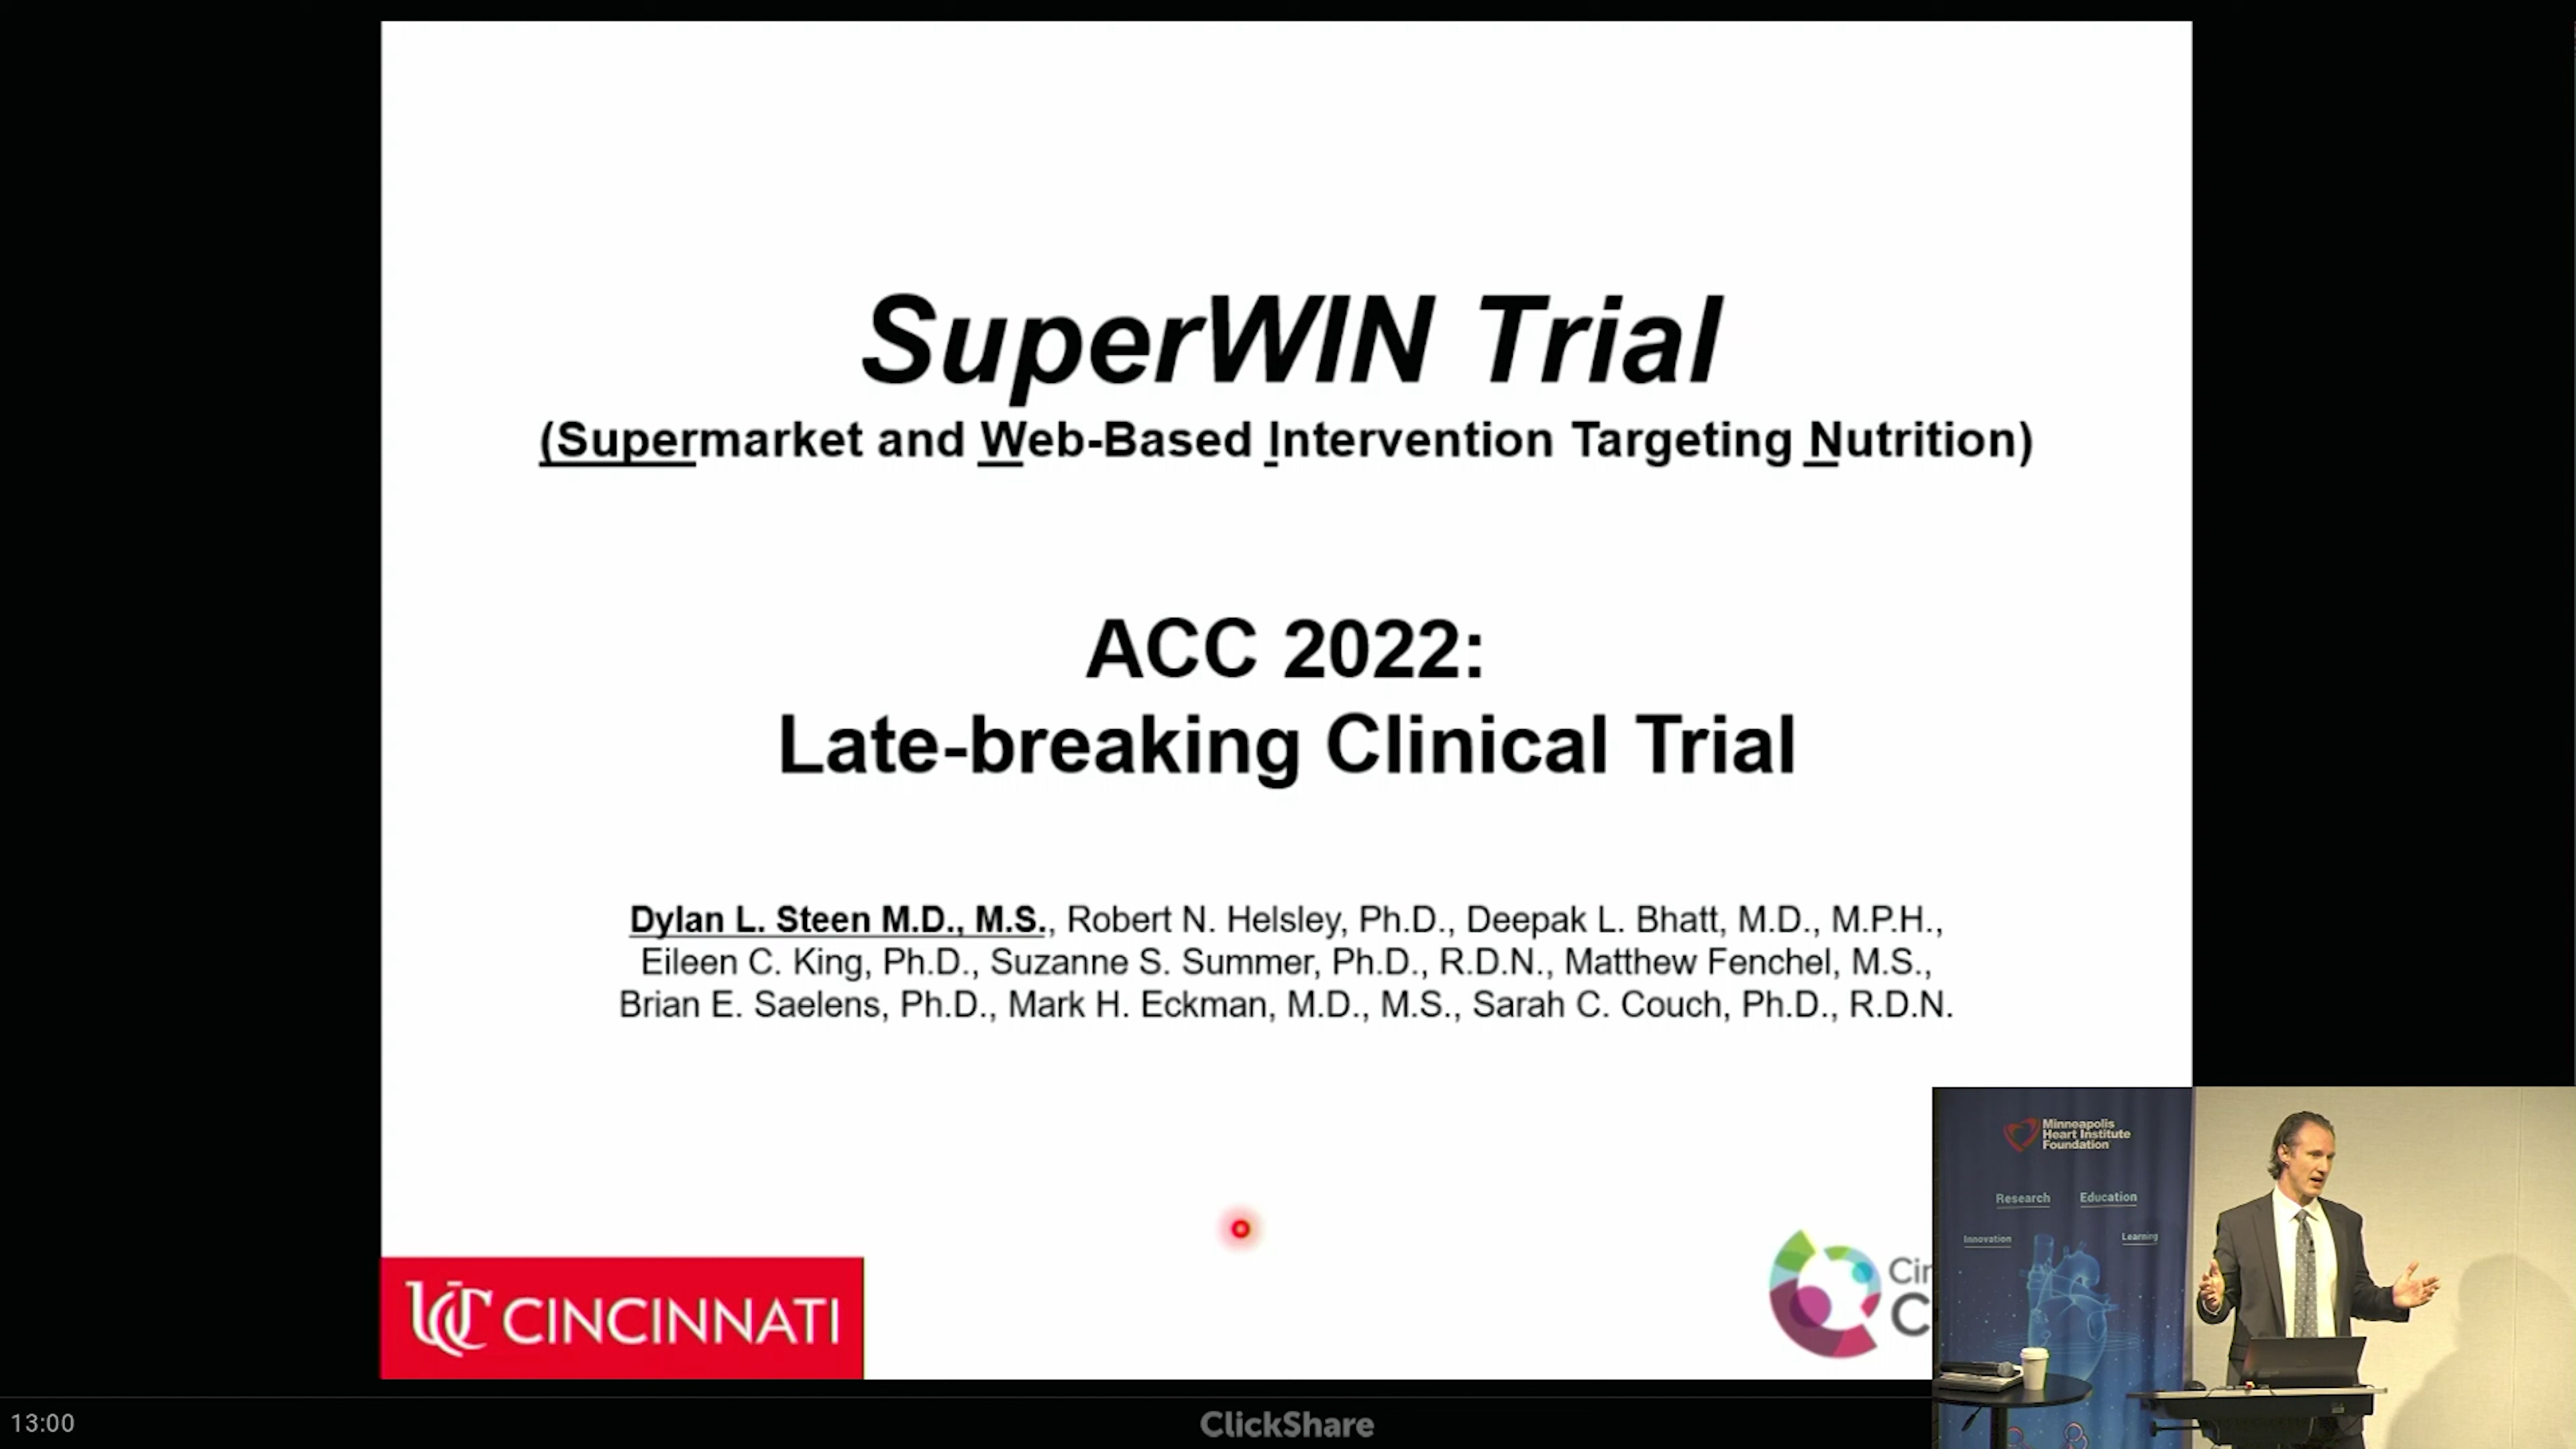 SuperWIN Trial
(Supermarket and Web-Based Intervention Targeting Nutrition)
ACC 2022:
Late-breaking Clinical Trial
Dylan L. Steen M.D., M.S., Robert N. Helsley, Ph.D., Deepak L. Bhatt, M.D., M.P.H.,
Eileen C. King, Ph.D., Suzanne S. Summer, Ph.D., R.D.N., Matthew Fenchel, M.S.,
Brian E. Saelens, Ph.D., Mark H. Eckman, M.D., M.S., Sarah C. Couch, Ph.D., R.D.N.
UC CINCINNATI
Cin
C
Minneapolis
Heart Institute
Foundation
Research Education
Innovation Learning
13:00
ClickShare